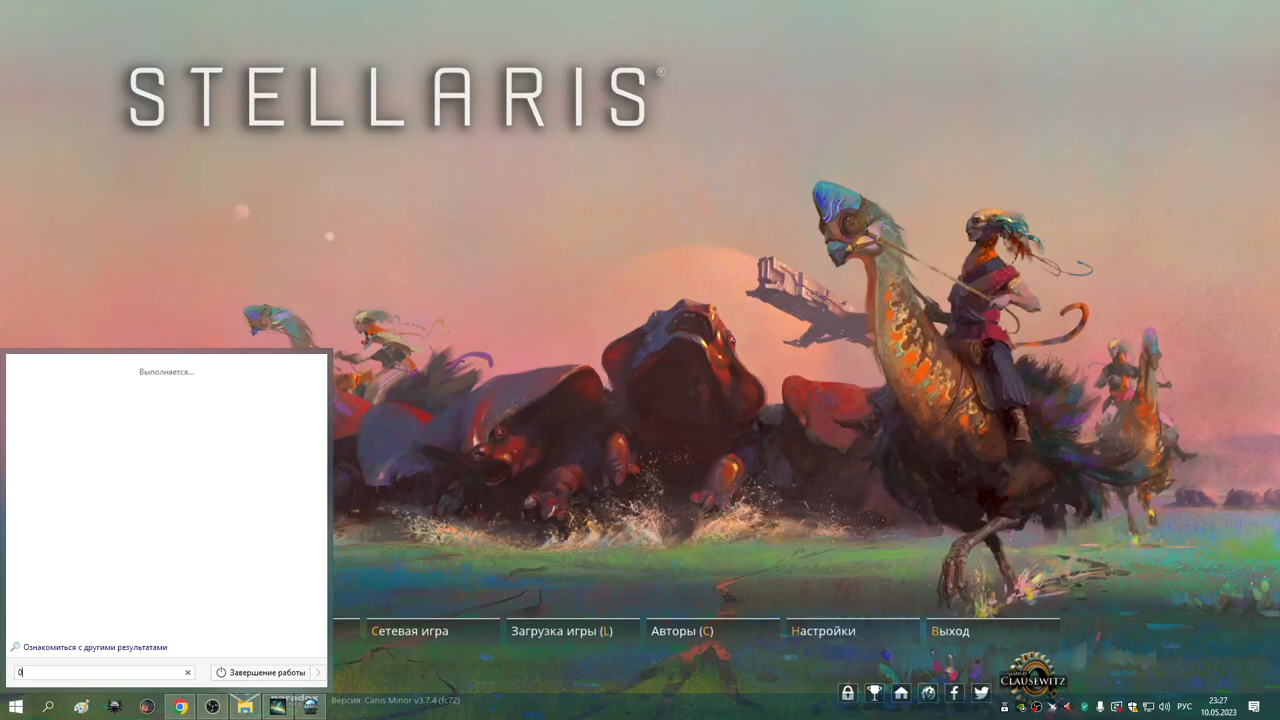 STELLARIS®
Выполняется...
Ознакомиться с другими результатами
0
Завершение работы
Сетевая игра
Загрузка игры (L)
Авторы (C)
Настройки
Выход
CLAUSEWITZ
paradox
Версия: Canis Minor v3.7.4 (fc72)
РУС
23:27
10.05.2023